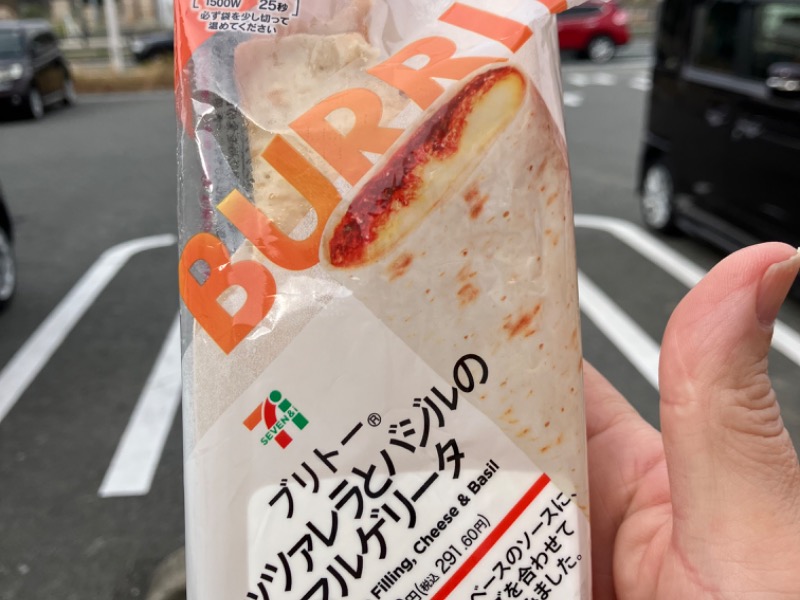 1500W 25秒
必ず袋を少し切って
温めてください
BURRI
SEVEN&i
ブリトー®
ッツァレラとバジルの
マルゲリータ
Filling, Cheese & Basil
円(税込 291.60円)
ベースのソースに、
を合わせて
ました。